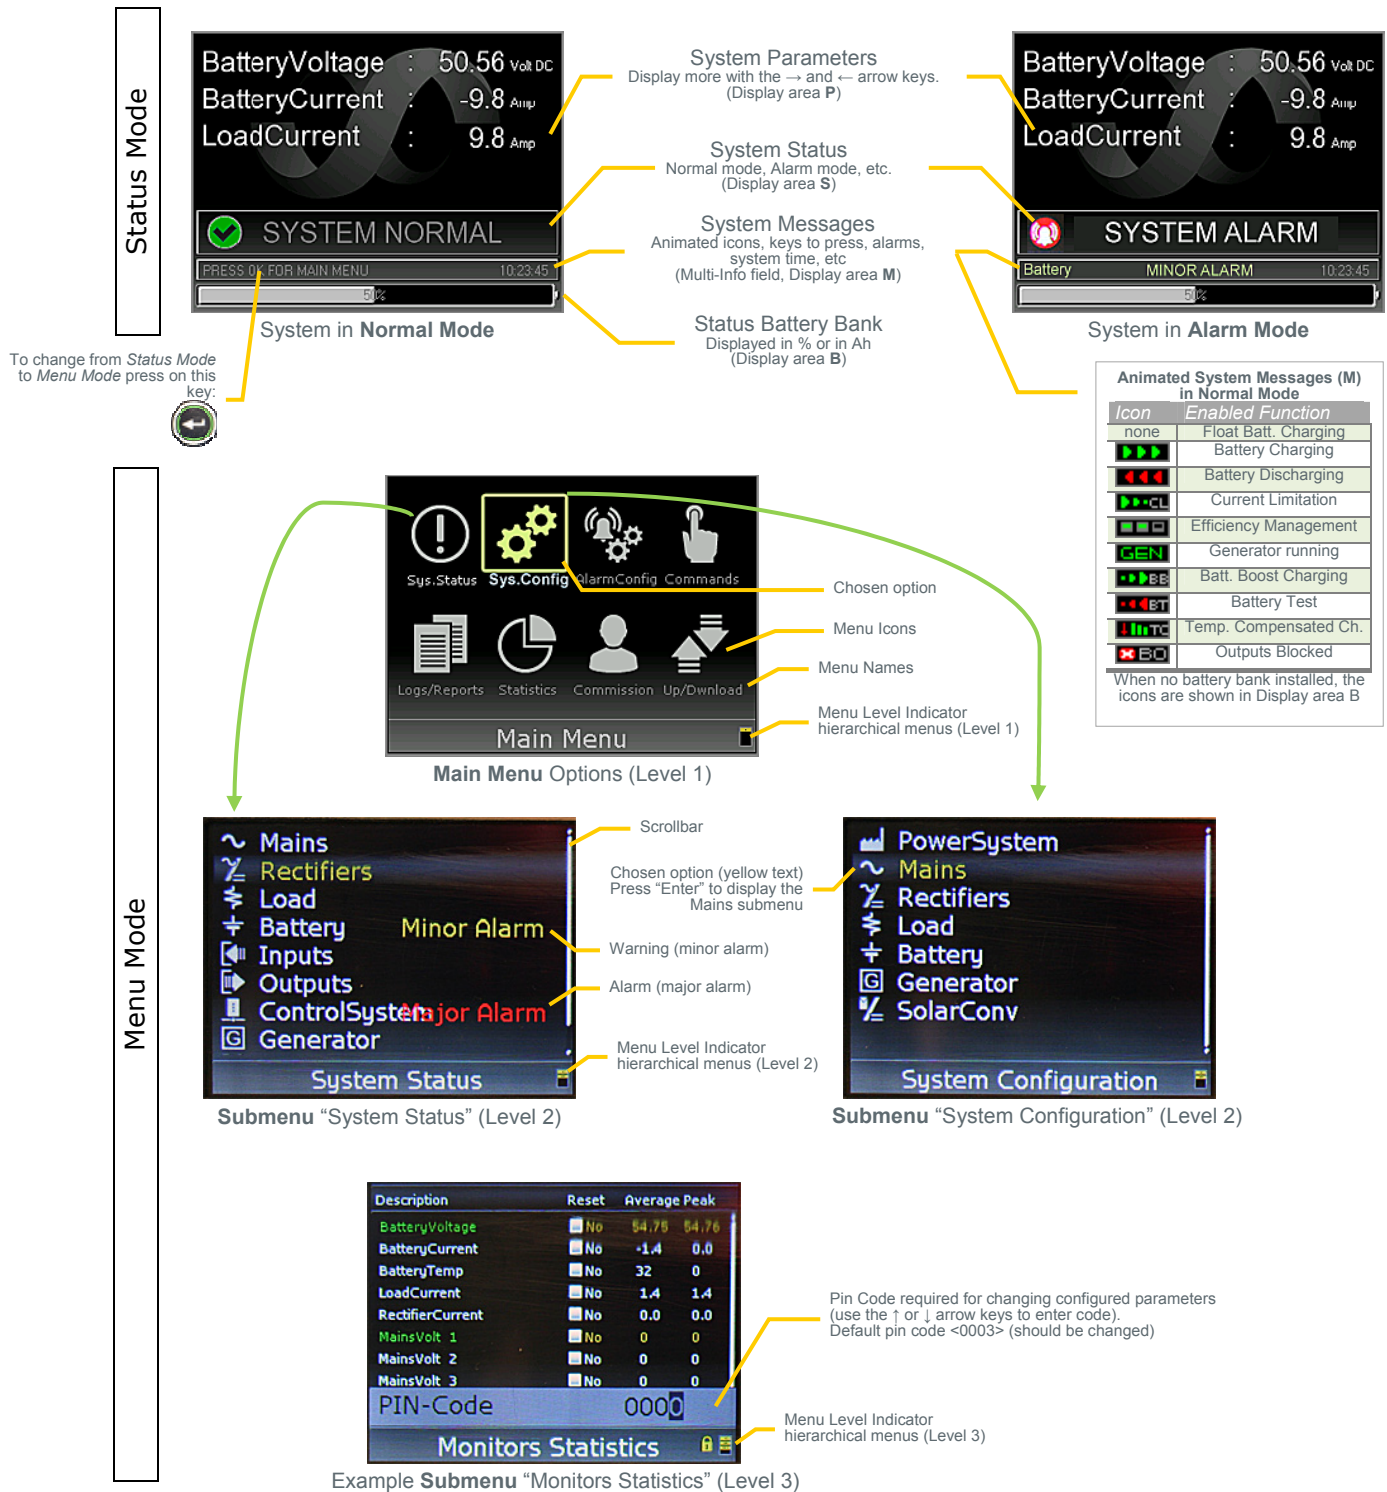 Status Mode
BatteryVoltage : 50.56 Volt DC
BatteryCurrent : -9.8 Amp
LoadCurrent : 9.8 Amp
SYSTEM NORMAL
PRESS OK FOR MAIN MENU 10:23:45
50%
System in Normal Mode
System Parameters
Display more with the → and ← arrow keys.
(Display area P)
System Status
Normal mode, Alarm mode, etc.
(Display area S)
System Messages
Animated icons, keys to press, alarms,
system time, etc
(Multi-Info field, Display area M)
Status Battery Bank
Displayed in % or in Ah
(Display area B)
BatteryVoltage : 50.56 Volt DC
BatteryCurrent : -9.8 Amp
LoadCurrent : 9.8 Amp
SYSTEM ALARM
Battery MINOR ALARM 10:23:45
50%
System in Alarm Mode
To change from Status Mode
to Menu Mode press on this
key:
Animated System Messages (M)
in Normal Mode
Icon Enabled Function
none Float Batt. Charging
Battery Charging
Battery Discharging
CL Current Limitation
Efficiency Management
GEN Generator running
BB Batt. Boost Charging
BT Battery Test
TC Temp. Compensated Ch.
BO Outputs Blocked
When no battery bank installed, the
icons are shown in Display area B
Menu Mode
Sys.Status Sys.Config AlarmConfig Commands
Logs/Reports Statistics Commission Up/Dwnload
Main Menu
Main Menu Options (Level 1)
Chosen option
Menu Icons
Menu Names
Menu Level Indicator
hierarchical menus (Level 1)
Mains
Rectifiers
Load
Battery Minor Alarm
Inputs
Outputs
ControlSystem Major Alarm
G Generator
System Status
Submenu “System Status” (Level 2)
Scrollbar
Chosen option (yellow text)
Press “Enter” to display the
Mains submenu
Warning (minor alarm)
Alarm (major alarm)
Menu Level Indicator
hierarchical menus (Level 2)
PowerSystem
Mains
Rectifiers
Load
Battery
G Generator
SolarConv
System Configuration
Submenu “System Configuration” (Level 2)
Description Reset Average Peak
BatteryVoltage No 54.75 54.76
BatteryCurrent No -1.4 0.0
BatteryTemp No 32 0
LoadCurrent No 1.4 1.4
RectifierCurrent No 0.0 0.0
MainsVolt 1 No 0 0
MainsVolt 2 No 0 0
MainsVolt 3 No 0 0
PIN-Code 0000
Monitors Statistics
Example Submenu “Monitors Statistics” (Level 3)
Pin Code required for changing configured parameters
(use the ↑ or ↓ arrow keys to enter code).
Default pin code <0003> (should be changed)
Menu Level Indicator
hierarchical menus (Level 3)